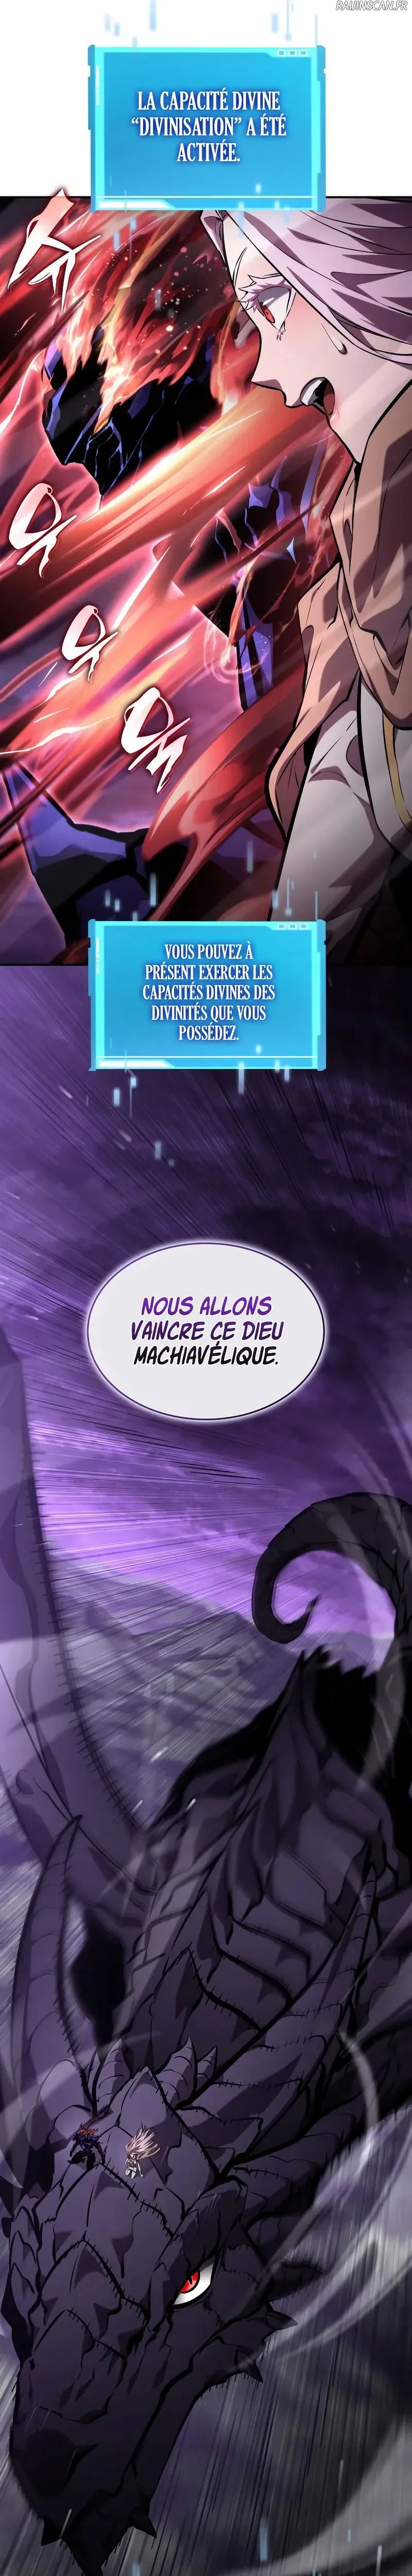 RAIJINSCAN.FR
LA CAPACITÉ DIVINE
“DIVINISATION” A ÉTÉ
ACTIVÉE.
VOUS POUVEZ À
PRÉSENT EXERCER LES
CAPACITÉS DIVINES DES
DIVINITÉS QUE VOUS
POSSÉDEZ.
NOUS ALLONS
VAINCRE CE DIEU
MACHIAVÉLIQUE.